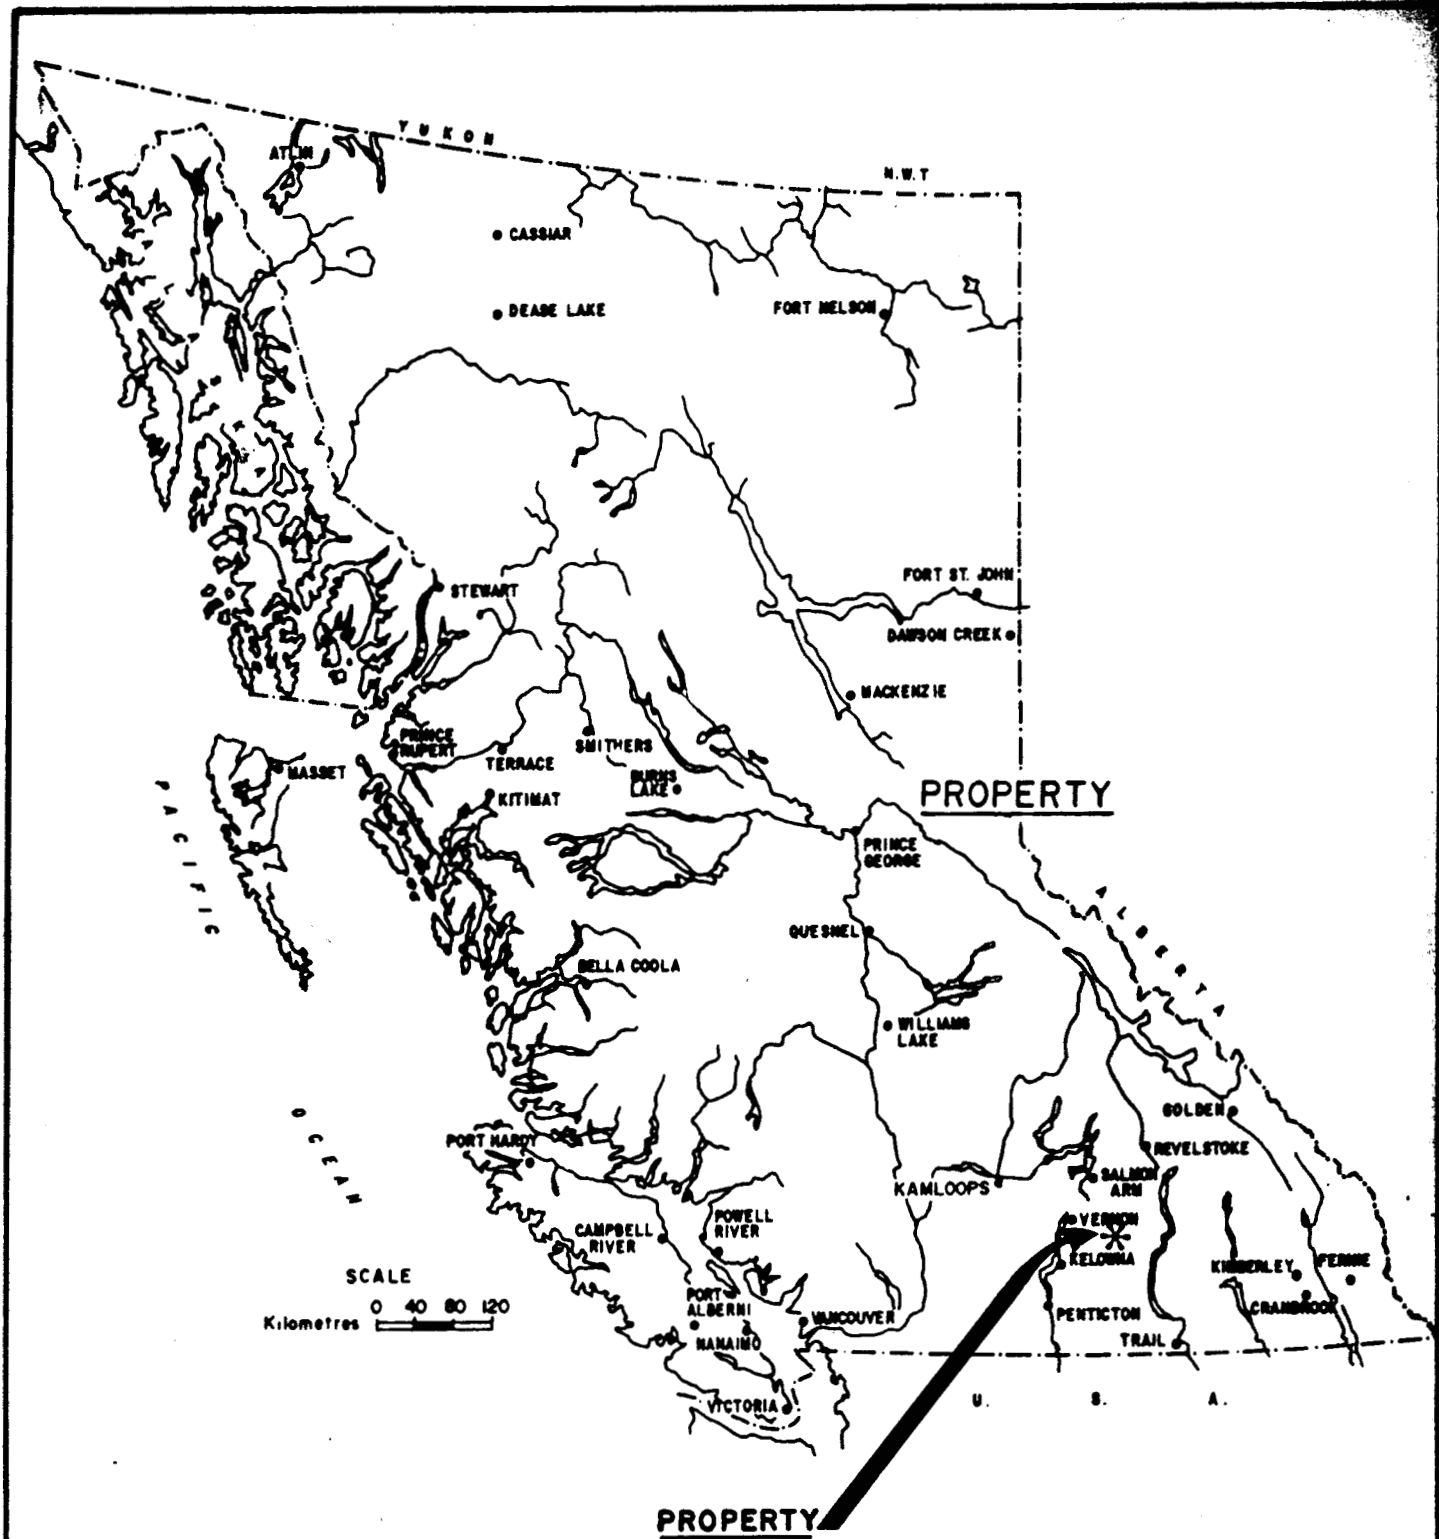 YUKON
N.W.T
ATLIN
CASSIAR
DEASE LAKE
FORT NELSON
STEWART
FORT ST. JOHN
DAWSON CREEK
MACKENZIE
PRINCE
RUPERT
TERRACE
SMITHERS
MASSET
KITIMAT
BURNS
LAKE
PROPERTY
PRINCE
GEORGE
PACIFIC
ALBERTA
QUESNEL
BELLA COOLA
WILLIAMS
LAKE
OCEAN
GOLDEN
PORT HARDY
REVELSTOKE
KAMLOOPS
SALMON
ARM
CAMPBELL
RIVER
POWELL
RIVER
VERNON
KELOWNA
KIMBERLEY
FERNIE
SCALE
0 40 80 120
Kilometres
PORT
ALBERNI
CRANBROOK
VANCOUVER
PENTICTON
NANAIMO
TRAIL
VICTORIA
U. S. A.
PROPERTY